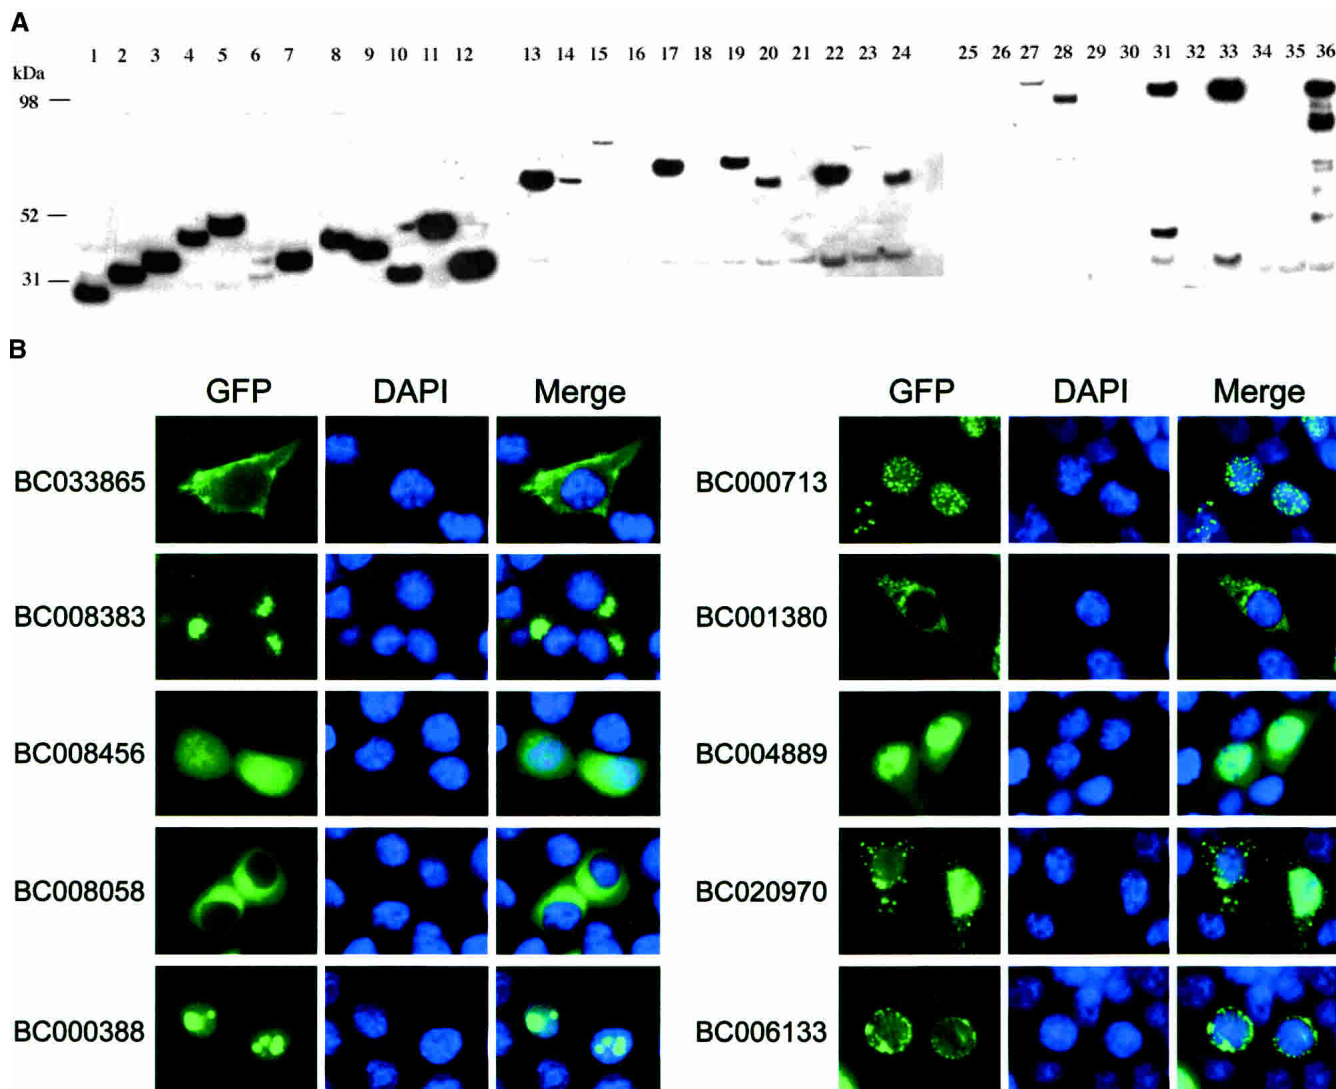 A
1 2 3 4 5 6 7 8 9 10 11 12 13 14 15 16 17 18 19 20 21 22 23 24 25 26 27 28 29 30 31 32 33 34 35 36
kDa
98
52
31
B
GFP DAPI Merge GFP DAPI Merge
BC033865 BC000713
BC008383 BC001380
BC008456 BC004889
BC008058 BC020970
BC000388 BC006133